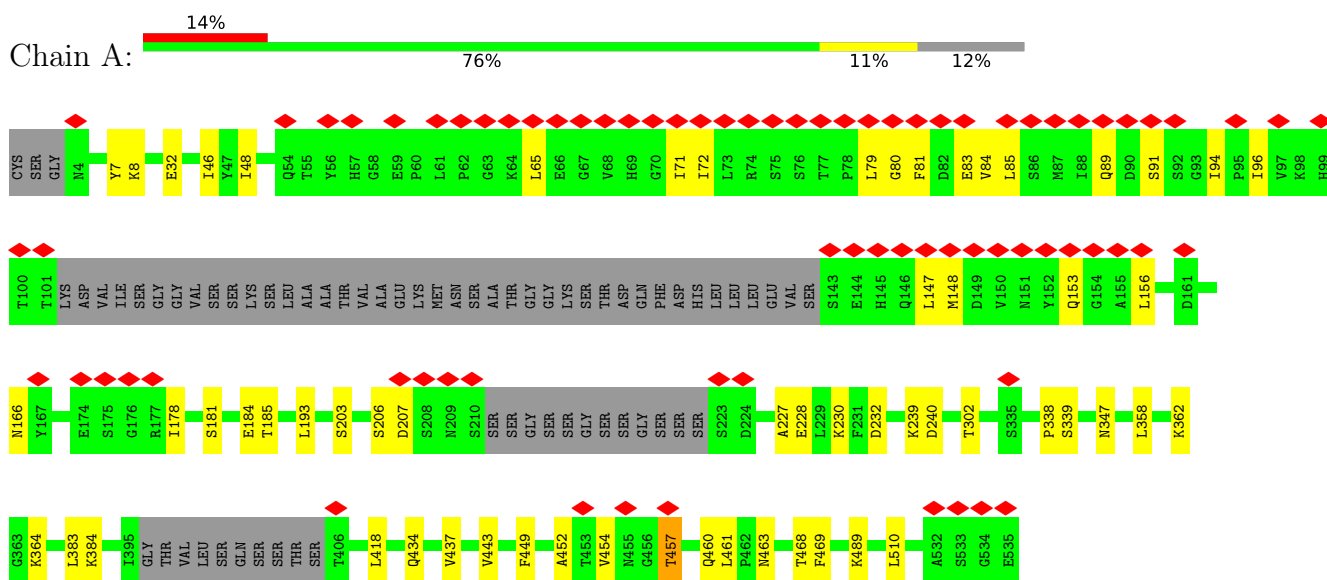 14%
Chain A:
76% 11% 12%
CYS SER GLY N4 Y7 K8 E32 I46 Y47 I48 Q54 T55 Y56 H57 G58 E59 P60 L61 P62 G63 K64 L65 E66 G67 V68 H69 G70 I71 I72 L73 R74 S75 S76 T77 P78 L79 G80 F81 D82 E83 V84 L85 S86 M87 I88 Q89 D90 S91 S92 G93 I94 P95 I96 V97 K98 H99
T100 T101 LYS ASP VAL ILE SER GLY GLY VAL SER SER LYS SER LEU ALA ALA THR VAL ALA GLU LYS MET ASN SER ALA THR GLY GLY LYS SER THR ASP GLN PHE ASP HIS LEU LEU LEU GLU VAL SER S143 E144 H145 Q146 L147 M148 D149 V150 N151 Y152 Q153 G154 A155 L156 D161
N166 Y167 E174 S175 G176 R177 I178 S181 E184 T185 L193 S203 S206 D207 S208 N209 S210 SER SER GLY SER SER GLY SER SER GLY SER SER SER S223 D224 A227 E228 L229 K230 F231 D232 K239 D240 T302 S335 P338 S339 N347 L358 K362
G363 K364 L383 K384 I395 GLY THR VAL LEU SER GLN SER SER THR SER T406 L418 Q434 V437 V443 F449 A452 T453 V454 N455 G456 T457 Q460 L461 P462 N463 T468 F469 K489 L510 A532 S533 G534 E535